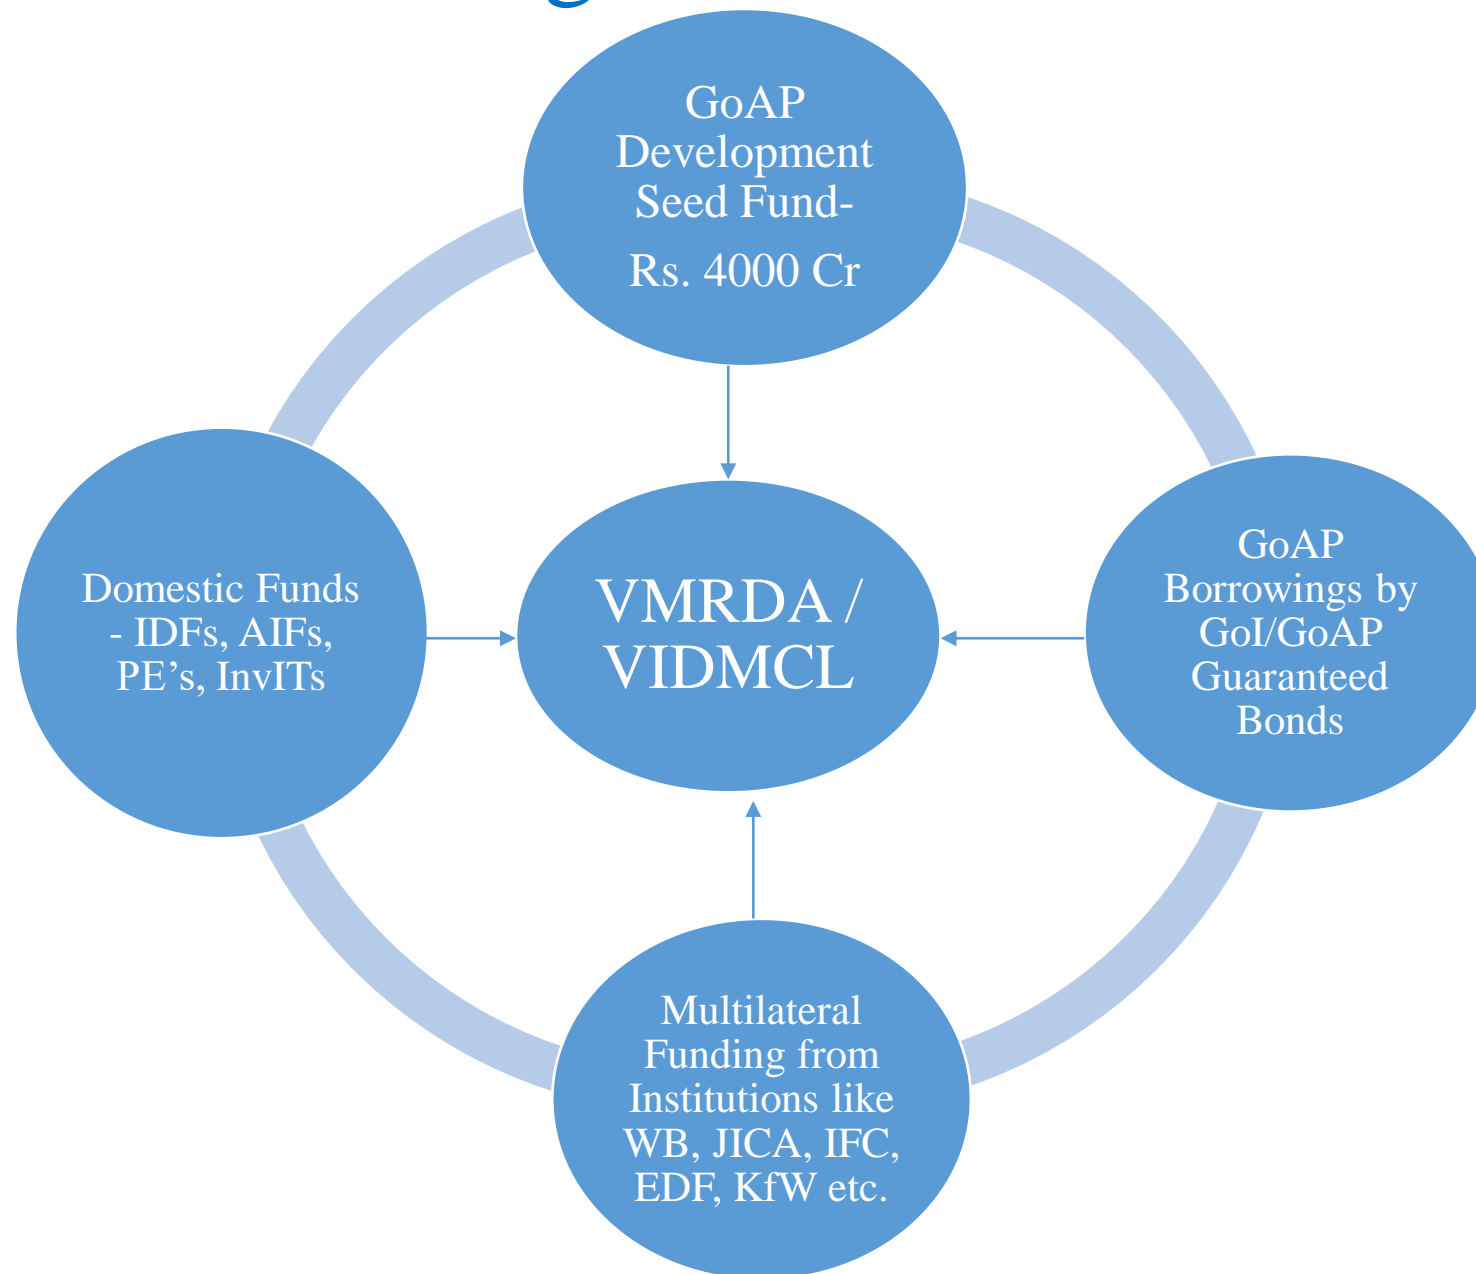 GoAP
Development
Seed Fund-
Rs. 4000 Cr
Domestic Funds
- IDFs, AIFs,
PE’s, InvITs
VMRDA /
VIDMCL
GoAP
Borrowings by
GoI/GoAP
Guaranteed
Bonds
Multilateral
Funding from
Institutions like
WB, JICA, IFC,
EDF, KfW etc.